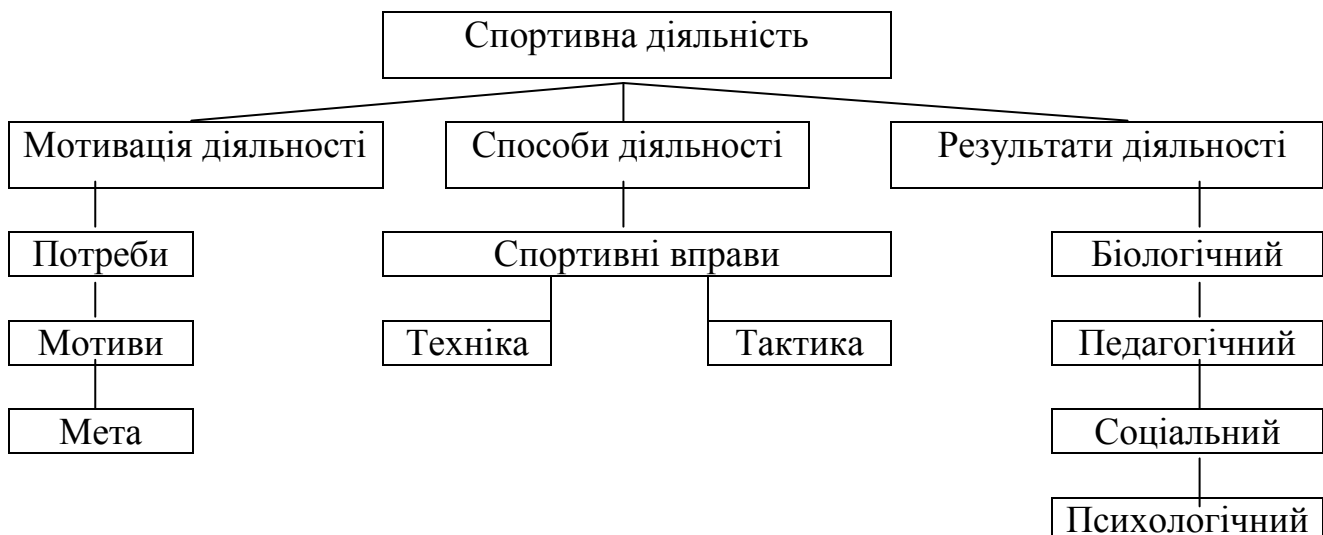 Спортивна діяльність
Мотивація діяльності
Способи діяльності
Результати діяльності
Потреби
Спортивні вправи
Біологічний
Мотиви
Техніка
Тактика
Педагогічний
Мета
Соціальний
Психологічний